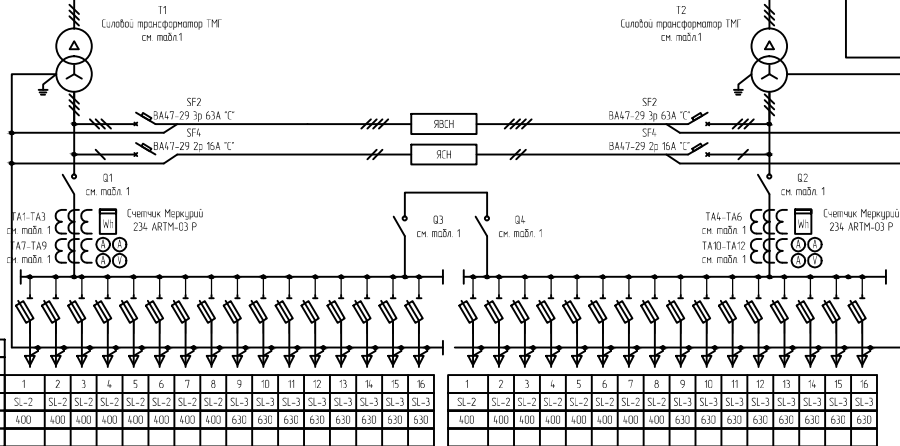 T1
Силовой трансформатор ТМГ
см. табл.1
T2
Силовой трансформатор ТМГ
см. табл.1
SF2
ВА47-29 3р 63А "С"
ЯВСН
SF2
ВА47-29 3р 63А "С"
SF4
ВА47-29 2р 16А "С"
ЯСН
SF4
ВА47-29 2р 16А "С"
Q1
см. табл. 1
Q2
см. табл. 1
TA1-TA3
см. табл. 1
TA7-TA9
см. табл. 1
Wh
Счетчик Меркурий
234 ARTM-03 P
A A
A V
Q3
см. табл. 1
Q4
см. табл. 1
TA4-TA6
см. табл. 1
TA10-TA12
см. табл. 1
Wh
Счетчик Меркурий
234 ARTM-03 P
A A
A V
1 2 3 4 5 6 7 8 9 10 11 12 13 14 15 16
SL-2 SL-2 SL-2 SL-2 SL-2 SL-2 SL-2 SL-2 SL-3 SL-3 SL-3 SL-3 SL-3 SL-3 SL-3 SL-3
400 400 400 400 400 400 400 400 630 630 630 630 630 630 630 630
1 2 3 4 5 6 7 8 9 10 11 12 13 14 15 16
SL-2 SL-2 SL-2 SL-2 SL-2 SL-2 SL-2 SL-2 SL-3 SL-3 SL-3 SL-3 SL-3 SL-3 SL-3 SL-3
400 400 400 400 400 400 400 400 630 630 630 630 630 630 630 630